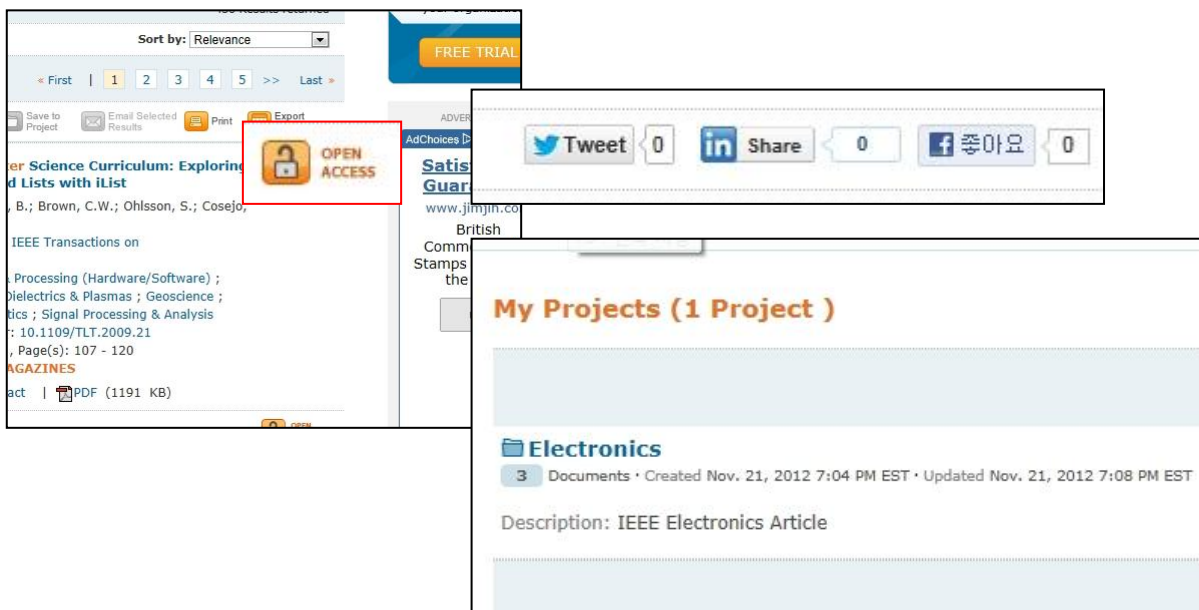 Sort by: Relevance
« First | 1 2 3 4 5 >> Last »
Save to Project
Email Selected Results
Print
Export
OPEN ACCESS
er Science Curriculum: Exploring
d Lists with iList
, B.; Brown, C.W.; Ohlsson, S.; Cosejo,
IEEE Transactions on
Processing (Hardware/Software) ;
Dielectrics & Plasmas ; Geoscience ;
tics ; Signal Processing & Analysis
r: 10.1109/TLT.2009.21
, Page(s): 107 - 120
AGAZINES
act | PDF (1191 KB)
FREE TRIAL
ADVER
AdChoices
Satis
Guar
www.jimjin.co
British
Comm
Stamps
the
Tweet 0
in Share 0
좋아요 0
My Projects (1 Project )
Electronics
3 Documents · Created Nov. 21, 2012 7:04 PM EST · Updated Nov. 21, 2012 7:08 PM EST
Description: IEEE Electronics Article